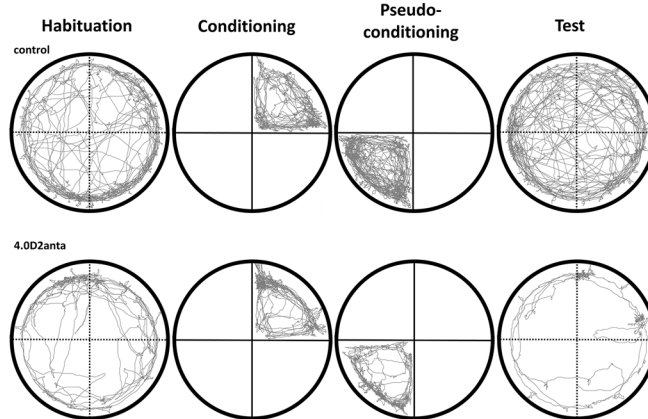 Habituation
Conditioning
Pseudo-
conditioning
Test
control
4.0D2anta